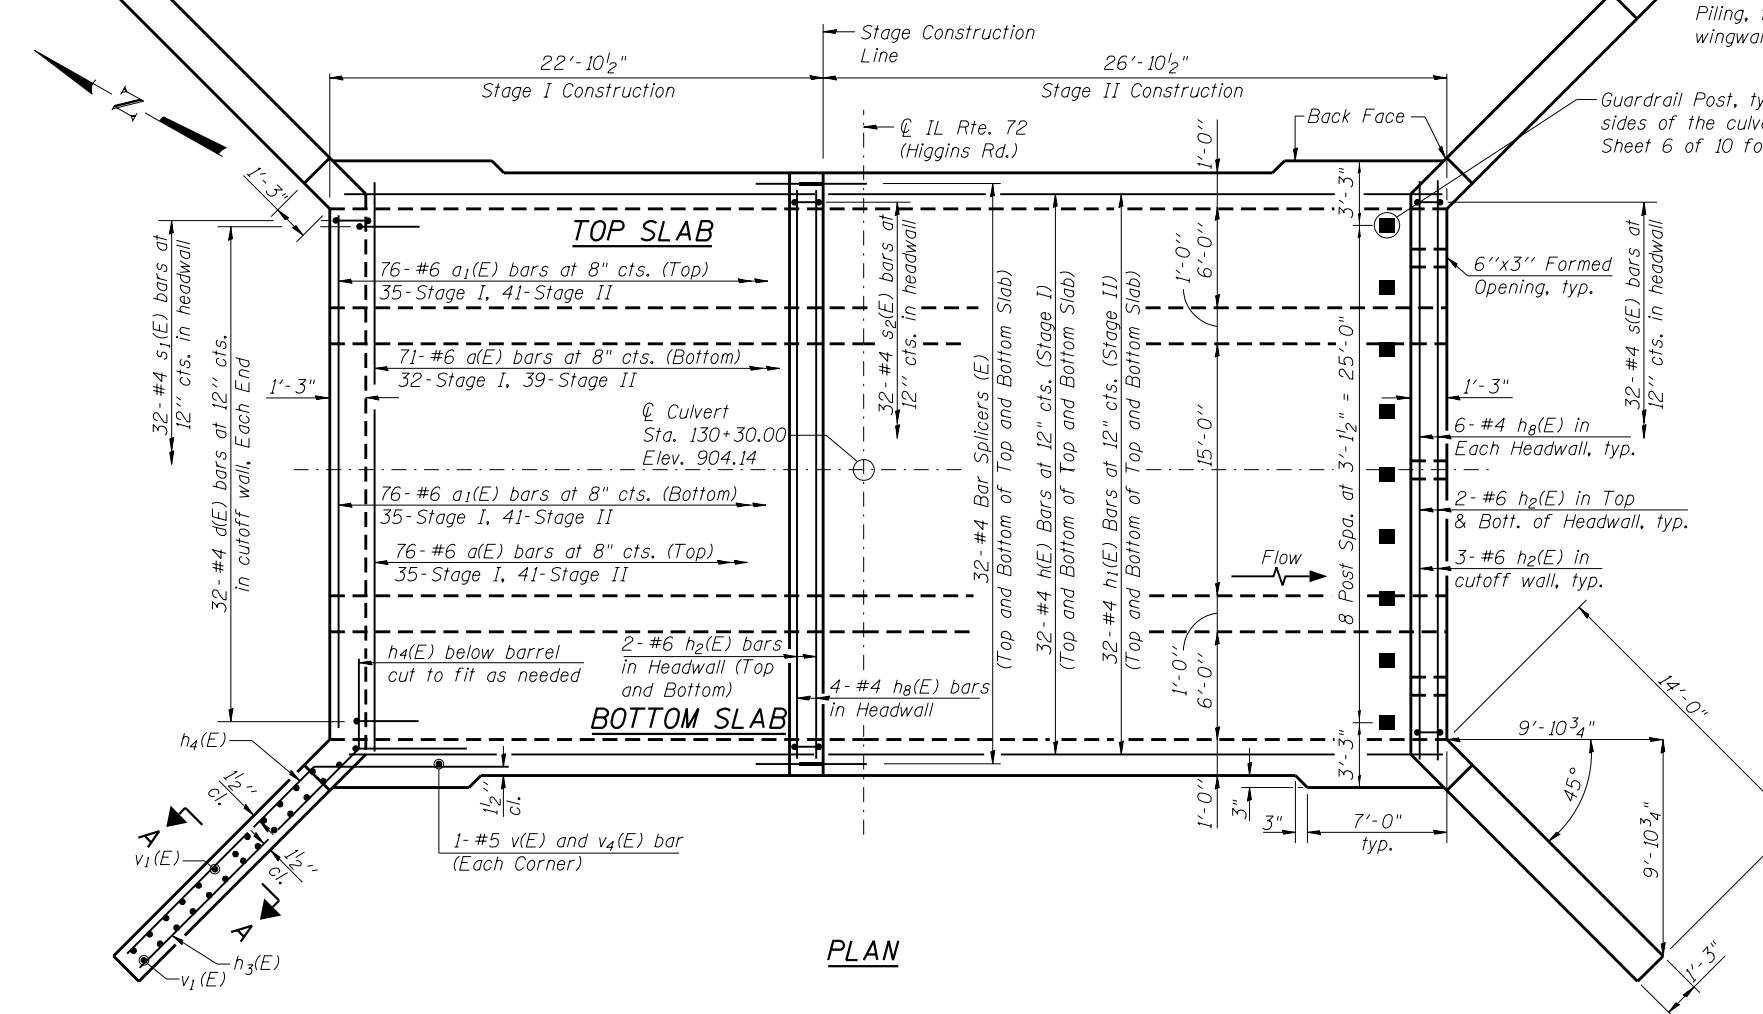 Piling,
Stage Construction
Line
22'-10½"
26'-10½"
Stage I Construction
Stage II Construction
N
Back Face
Guardrail Post,
sides of the
Sheet 6 of 10
℄ IL Rte. 72
(Higgins Rd.)
1'-0"
1'-3"
3'-3"
TOP SLAB
76-#6 a1(E) bars at 8" cts. (Top)
35-Stage I, 41-Stage II
71-#6 a(E) bars at 8" cts. (Bottom)
32-Stage I, 39-Stage II
32-#4 s1(E) bars at
12" cts. in headwall
32-#4 d(E) bars at 12" cts.
in cutoff wall, Each End
1'-3"
℄ Culvert
Sta. 130+30.00
Elev. 904.14
76-#6 a1(E) bars at 8" cts. (Bottom)
35-Stage I, 41-Stage II
76-#6 a(E) bars at 8" cts. (Top)
35-Stage I, 41-Stage II
32-#4 s2(E) bars at
12" cts. in headwall
32-#4 Bar Splicers (E)
(Top and Bottom of Top and Bottom Slab)
32-#4 h(E) Bars at 12" cts. (Stage I)
(Top and Bottom of Top and Bottom Slab)
32-#4 h1(E) Bars at 12" cts. (Stage II)
(Top and Bottom of Top and Bottom Slab)
1'-0"
6'-0"
15'-0"
1'-0"
6'-0"
1'-0"
Flow
8 Post Spa. at 3'-1½" = 25'-0"
3'-3"
6"x3" Formed
Opening, typ.
32-#4 s(E) bars at
12" cts. in headwall
1'-3"
6-#4 h8(E) in
Each Headwall, typ.
2-#6 h2(E) in Top
& Bott. of Headwall, typ.
3-#6 h2(E) in
cutoff wall, typ.
h4(E) below barrel
cut to fit as needed
2-#6 h2(E) bars
in Headwall (Top
and Bottom)
4-#4 h8(E) bars
in Headwall
BOTTOM SLAB
h4(E)
1½"
cl.
A
v1(E)
1½"
cl.
A
h3(E)
v1(E)
1½"
cl.
1-#5 v(E) and v4(E) bar
(Each Corner)
3"
3"
7'-0"
typ.
14'-0"
9'-10¾"
45°
9'-10¾"
1'-3"
PLAN